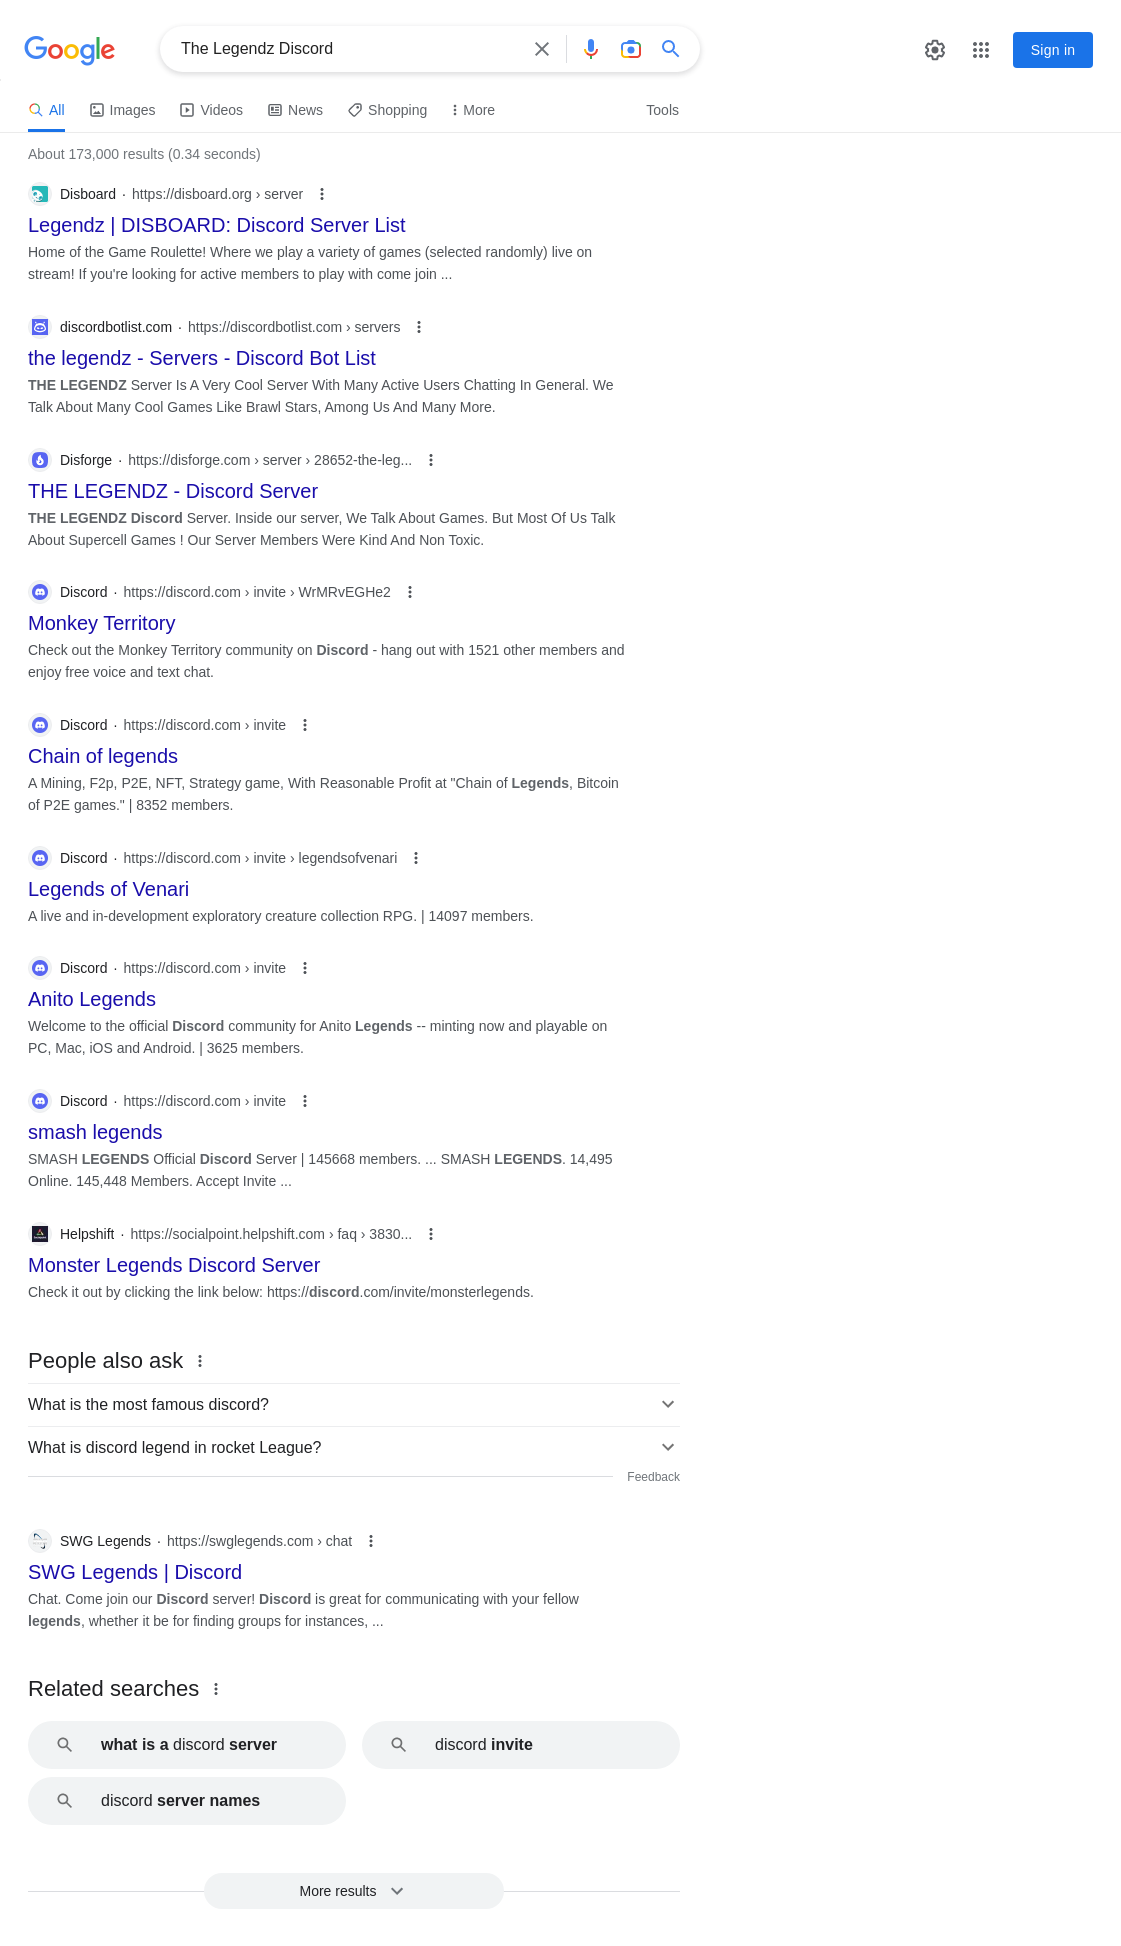 Google
The Legendz Discord
Sign in
All Images Videos News Shopping More Tools
About 173,000 results (0.34 seconds)
Disboard · https://disboard.org › server
Legendz | DISBOARD: Discord Server List
Home of the Game Roulette! Where we play a variety of games (selected randomly) live on
stream! If you're looking for active members to play with come join ...
discordbotlist.com · https://discordbotlist.com › servers
the legendz - Servers - Discord Bot List
THE LEGENDZ Server Is A Very Cool Server With Many Active Users Chatting In General. We
Talk About Many Cool Games Like Brawl Stars, Among Us And Many More.
Disforge · https://disforge.com › server › 28652-the-leg...
THE LEGENDZ - Discord Server
THE LEGENDZ Discord Server. Inside our server, We Talk About Games. But Most Of Us Talk
About Supercell Games ! Our Server Members Were Kind And Non Toxic.
Discord · https://discord.com › invite › WrMRvEGHe2
Monkey Territory
Check out the Monkey Territory community on Discord - hang out with 1521 other members and
enjoy free voice and text chat.
Discord · https://discord.com › invite
Chain of legends
A Mining, F2p, P2E, NFT, Strategy game, With Reasonable Profit at "Chain of Legends, Bitcoin
of P2E games." | 8352 members.
Discord · https://discord.com › invite › legendsofvenari
Legends of Venari
A live and in-development exploratory creature collection RPG. | 14097 members.
Discord · https://discord.com › invite
Anito Legends
Welcome to the official Discord community for Anito Legends -- minting now and playable on
PC, Mac, iOS and Android. | 3625 members.
Discord · https://discord.com › invite
smash legends
SMASH LEGENDS Official Discord Server | 145668 members. ... SMASH LEGENDS. 14,495
Online. 145,448 Members. Accept Invite ...
Helpshift · https://socialpoint.helpshift.com › faq › 3830...
Monster Legends Discord Server
Check it out by clicking the link below: https://discord.com/invite/monsterlegends.
People also ask
What is the most famous discord?
What is discord legend in rocket League?
Feedback
SWG Legends · https://swglegends.com › chat
SWG Legends | Discord
Chat. Come join our Discord server! Discord is great for communicating with your fellow
legends, whether it be for finding groups for instances, ...
Related searches
what is a discord server
discord invite
discord server names
More results